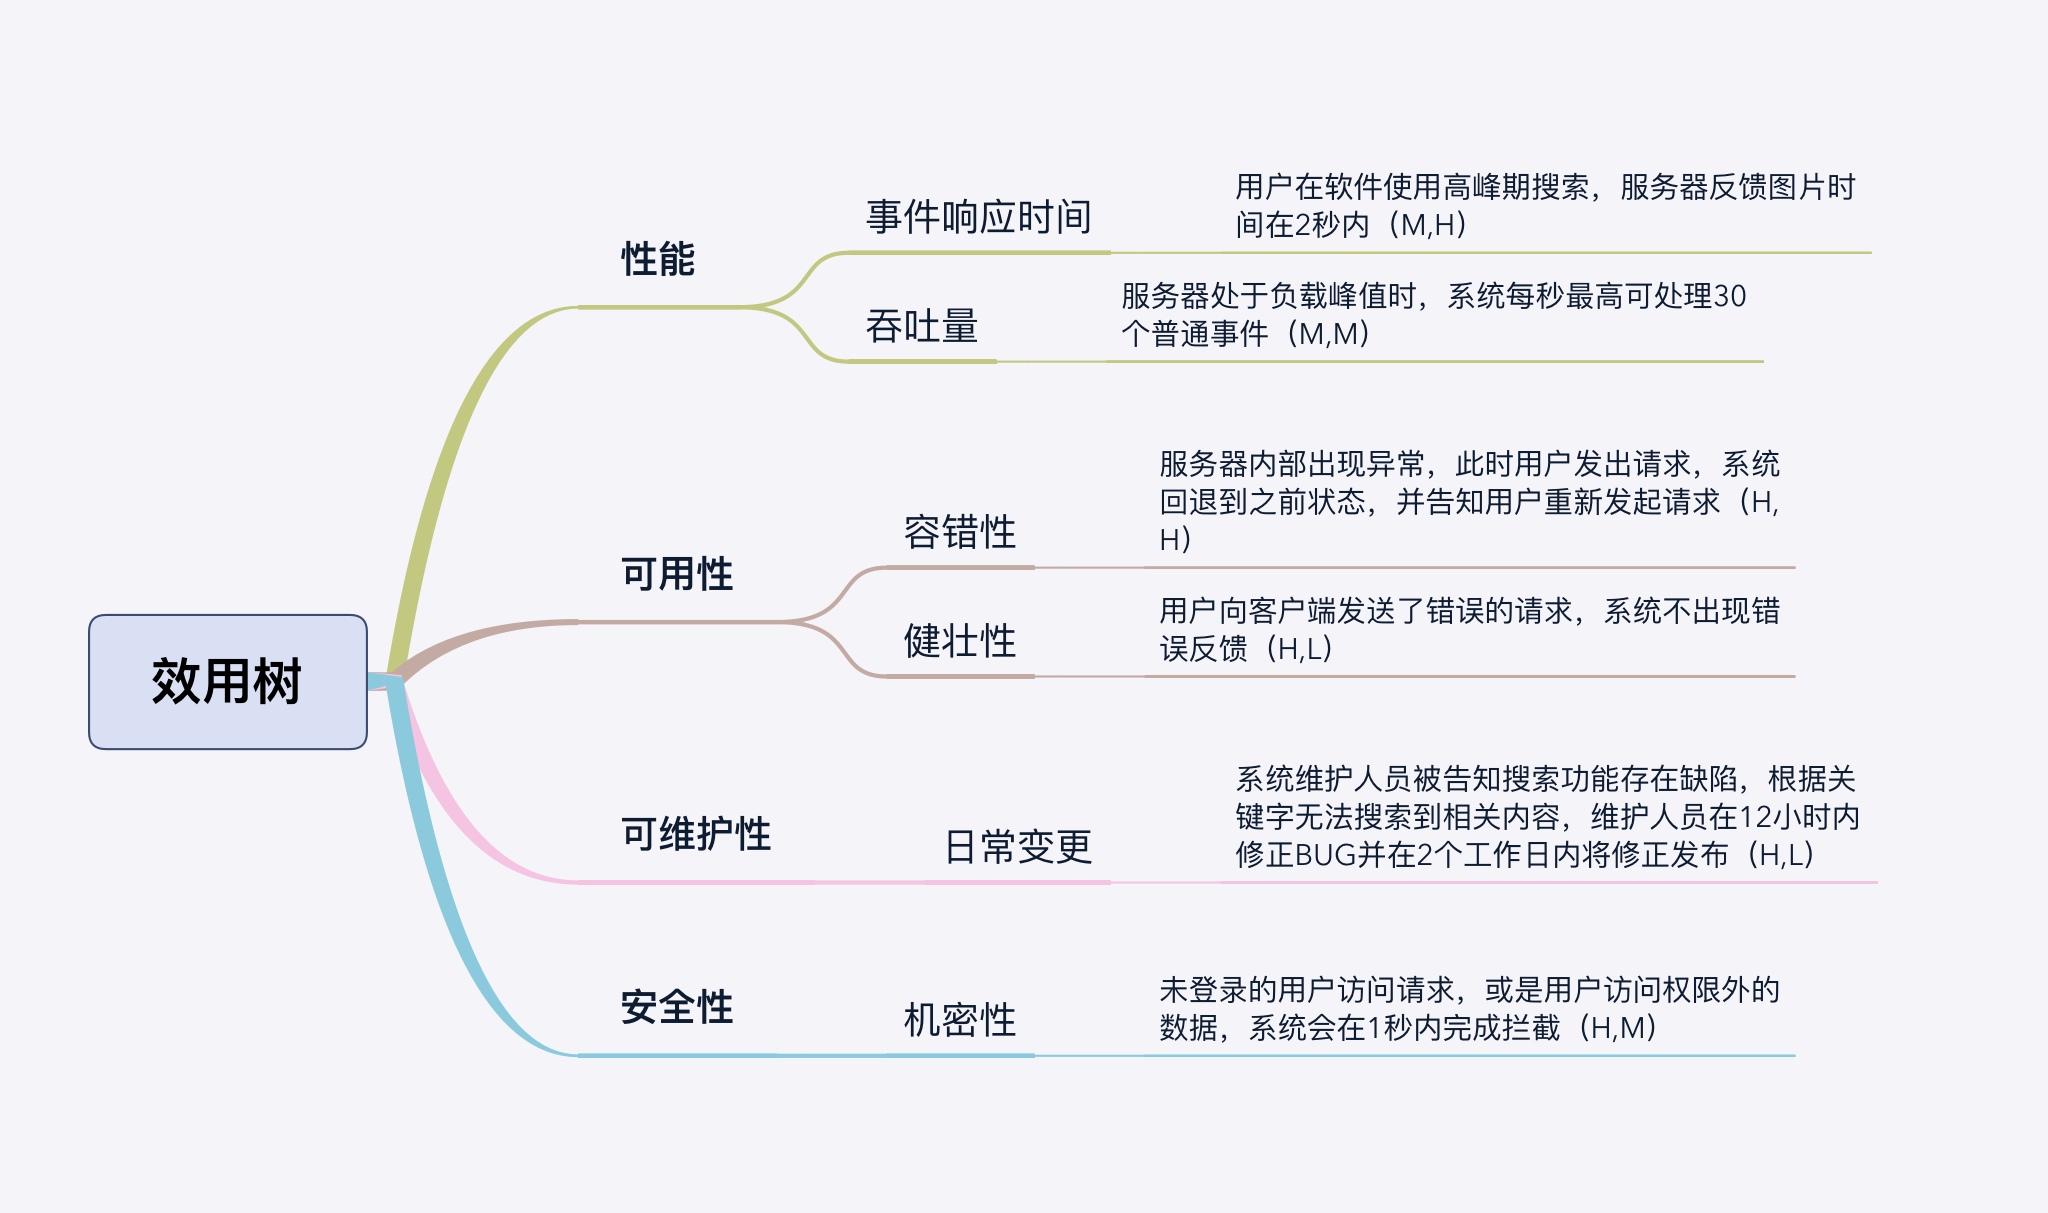 效用树
性能
事件响应时间
用户在软件使用高峰期搜索，服务器反馈图片时
间在2秒内（M,H）
吞吐量
服务器处于负载峰值时，系统每秒最高可处理30
个普通事件（M,M）
可用性
容错性
服务器内部出现异常，此时用户发出请求，系统
回退到之前状态，并告知用户重新发起请求（H,
H）
健壮性
用户向客户端发送了错误的请求，系统不出现错
误反馈（H,L）
可维护性
日常变更
系统维护人员被告知搜索功能存在缺陷，根据关
键字无法搜索到相关内容，维护人员在12小时内
修正BUG并在2个工作日内将修正发布（H,L）
安全性
机密性
未登录的用户访问请求，或是用户访问权限外的
数据，系统会在1秒内完成拦截（H,M）